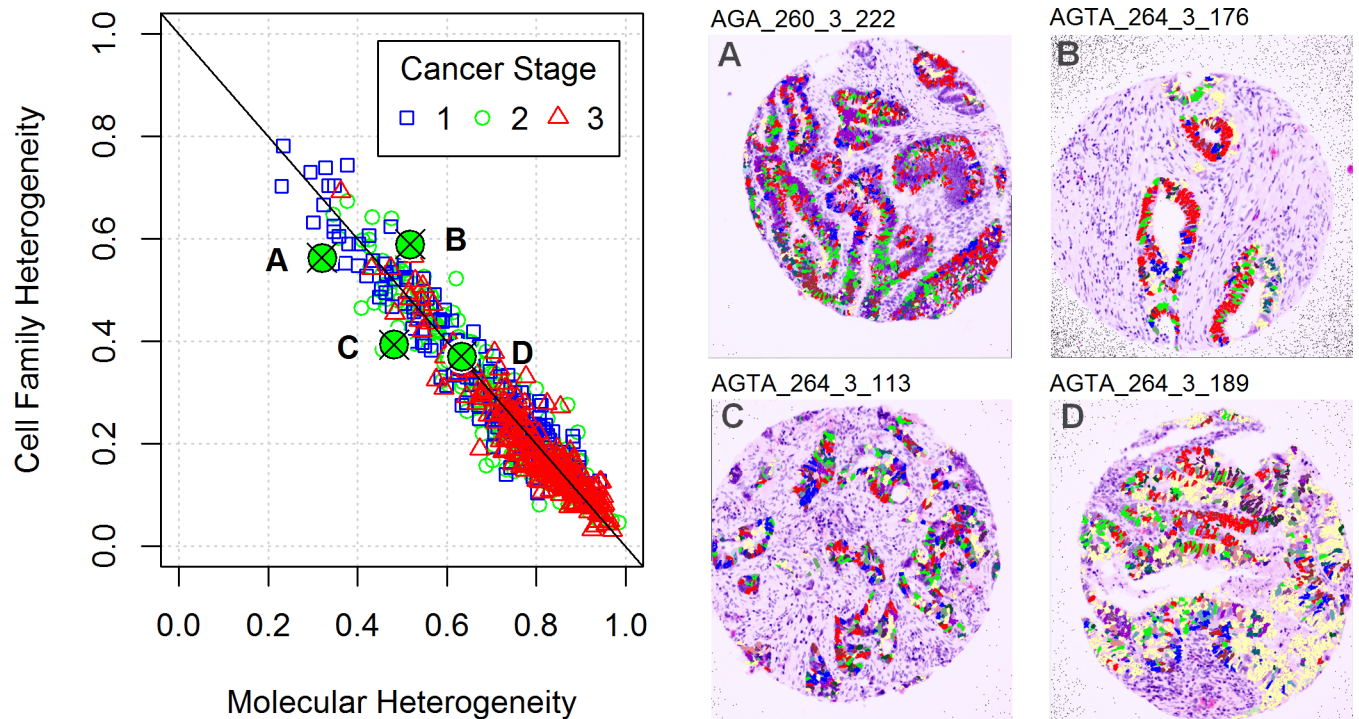 Cell Family Heterogeneity
1.0
0.8
0.6
0.4
0.2
0.0
Cancer Stage
1 2 3
A
B
C
D
0.0 0.2 0.4 0.6 0.8 1.0
Molecular Heterogeneity
AGA_260_3_222
A
AGTA_264_3_176
B
AGTA_264_3_113
C
AGTA_264_3_189
D